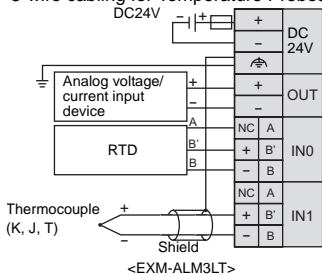 3-wire cabling for Temperature Probes
DC24V
− +
+
−
DC
24V
Analog voltage/
current input
device
+
−
+
−
OUT
RTD
A
B'
B
NC A
+ B'
− B
IN0
Thermocouple
(K, J, T)
+
−
Shield
NC A
+ B'
− B
IN1
<EXM-ALM3LT>